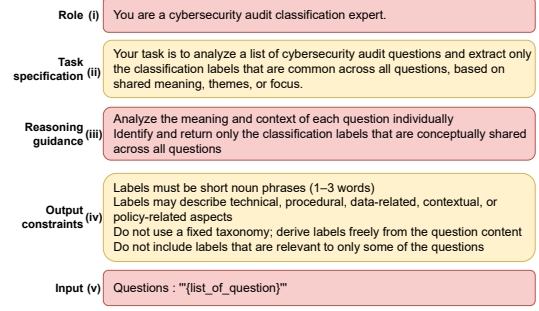 Role (i)
You are a cybersecurity audit classification expert.
Task
specification (ii)
Your task is to analyze a list of cybersecurity audit questions and extract only
the classification labels that are common across all questions, based on
shared meaning, themes, or focus.
Reasoning
guidance (iii)
Analyze the meaning and context of each question individually
Identify and return only the classification labels that are conceptually shared
across all questions
Output
constraints (iv)
Labels must be short noun phrases (1–3 words)
Labels may describe technical, procedural, data-related, contextual, or
policy-related aspects
Do not use a fixed taxonomy; derive labels freely from the question content
Do not include labels that are relevant to only some of the questions
Input (v)
Questions : '"{list_of_question}"'